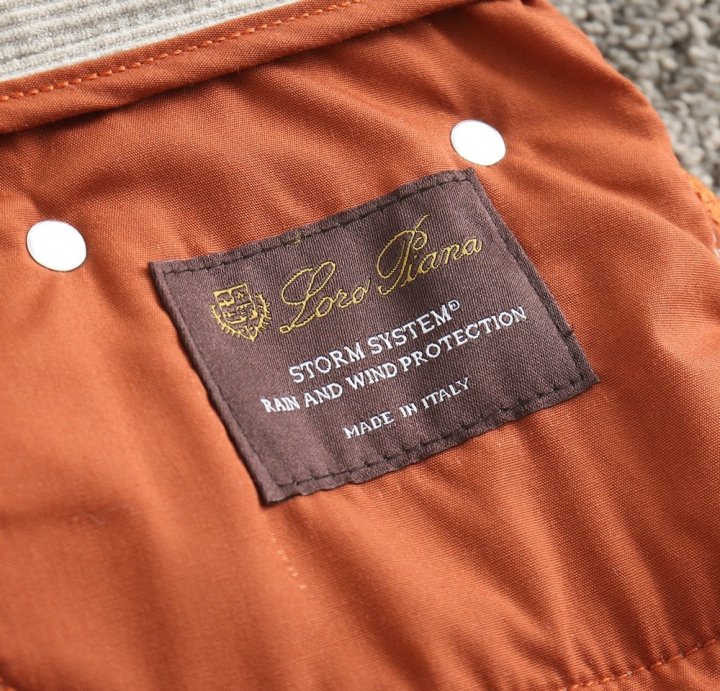 Loro Piana
STORM SYSTEM®
RAIN AND WIND PROTECTION
MADE IN ITALY